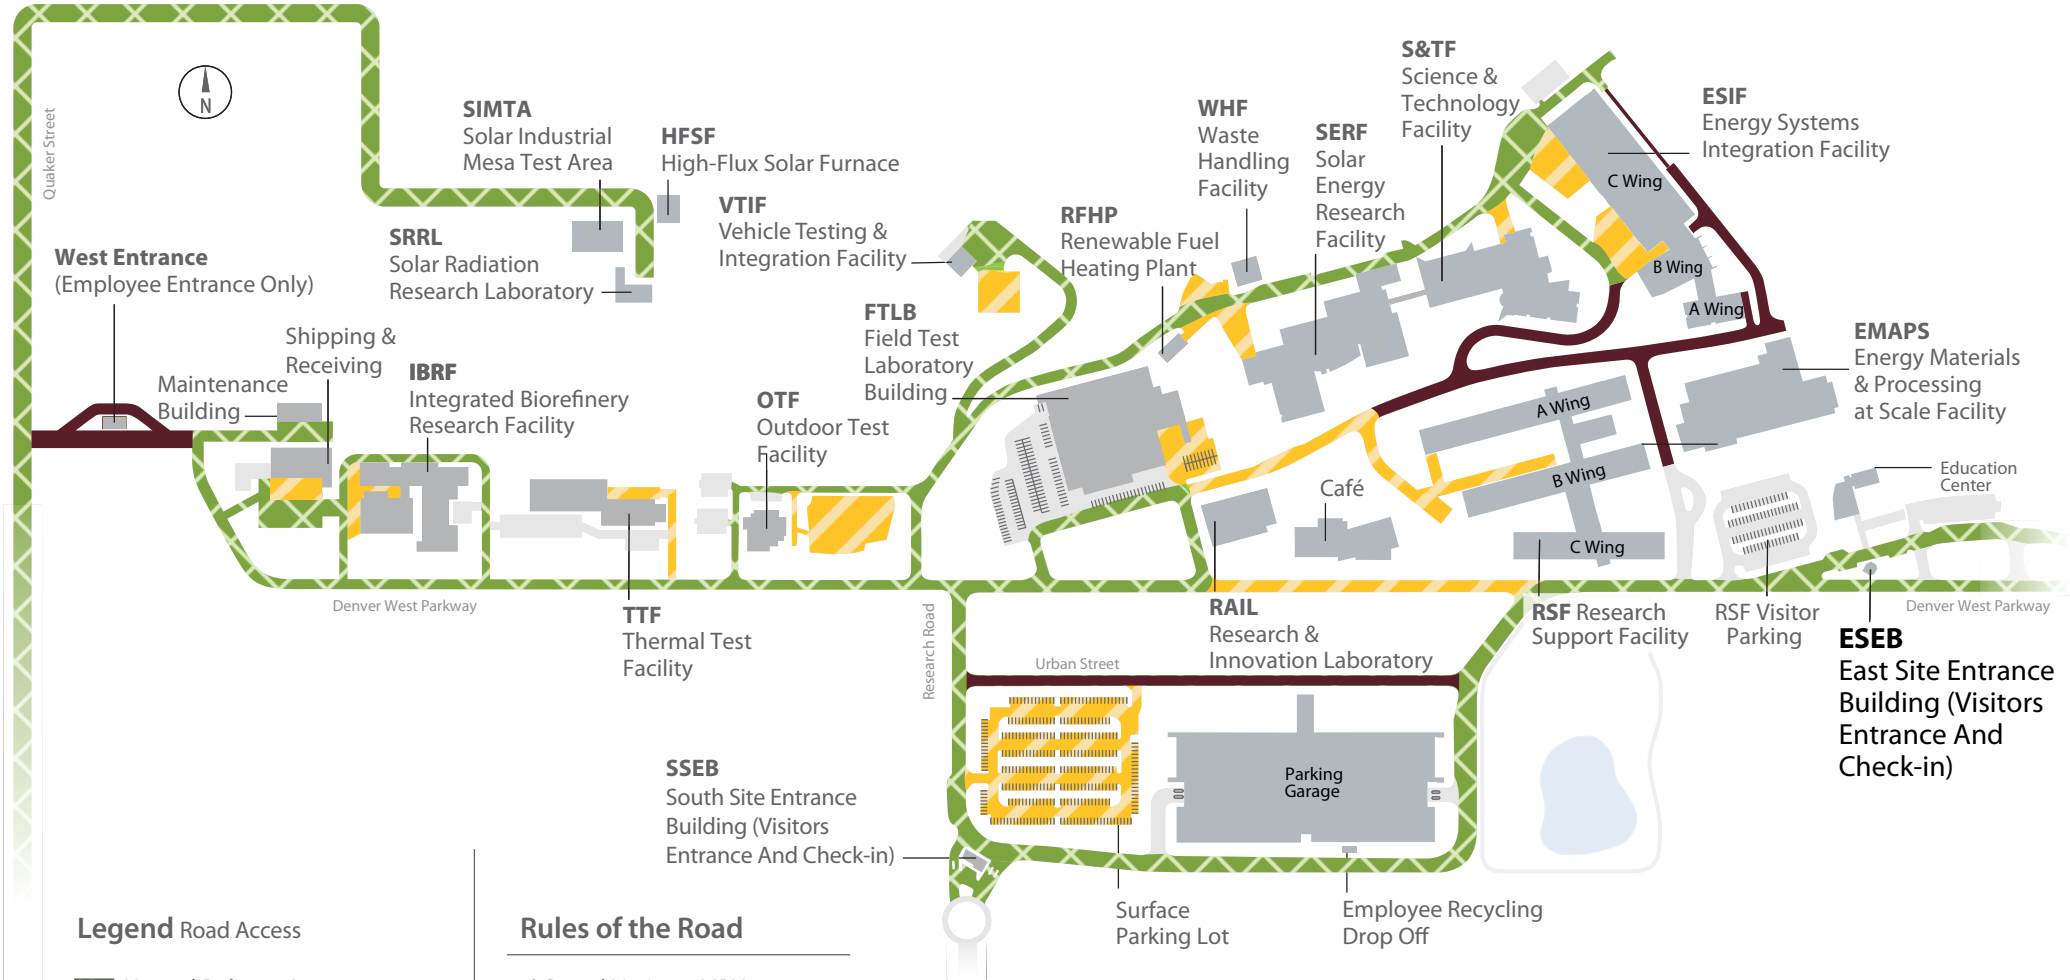 Quaker Street
N
SIMTA
Solar Industrial
Mesa Test Area
HFSF
High-Flux Solar Furnace
SRRL
Solar Radiation
Research Laboratory
VTIF
Vehicle Testing &
Integration Facility
West Entrance
(Employee Entrance Only)
Shipping &
Receiving
Maintenance
Building
IBRF
Integrated Biorefinery
Research Facility
OTF
Outdoor Test
Facility
FTLB
Field Test
Laboratory
Building
RFHP
Renewable Fuel
Heating Plant
WHF
Waste
Handling
Facility
SERF
Solar
Energy
Research
Facility
S&TF
Science &
Technology
Facility
ESIF
Energy Systems
Integration Facility
C Wing
B Wing
A Wing
EMAPS
Energy Materials
& Processing
at Scale Facility
A Wing
B Wing
C Wing
Café
Education
Center
Denver West Parkway
TTF
Thermal Test
Facility
Research Road
RAIL
Research &
Innovation Laboratory
RSF Research
Support Facility
RSF Visitor
Parking
Denver West Parkway
ESEB
East Site Entrance
Building (Visitors
Entrance And
Check-in)
Urban Street
Parking
Garage
SSEB
South Site Entrance
Building (Visitors
Entrance And Check-in)
Surface
Parking Lot
Employee Recycling
Drop Off
Legend Road Access
Rules of the Road